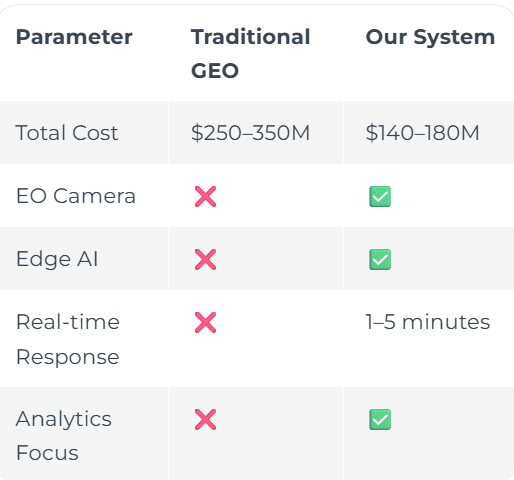 Parameter Traditional GEO Our System
Total Cost $250–350M $140–180M
EO Camera ❌ ✅
Edge AI ❌ ✅
Real-time Response ❌ 1–5 minutes
Analytics Focus ❌ ✅